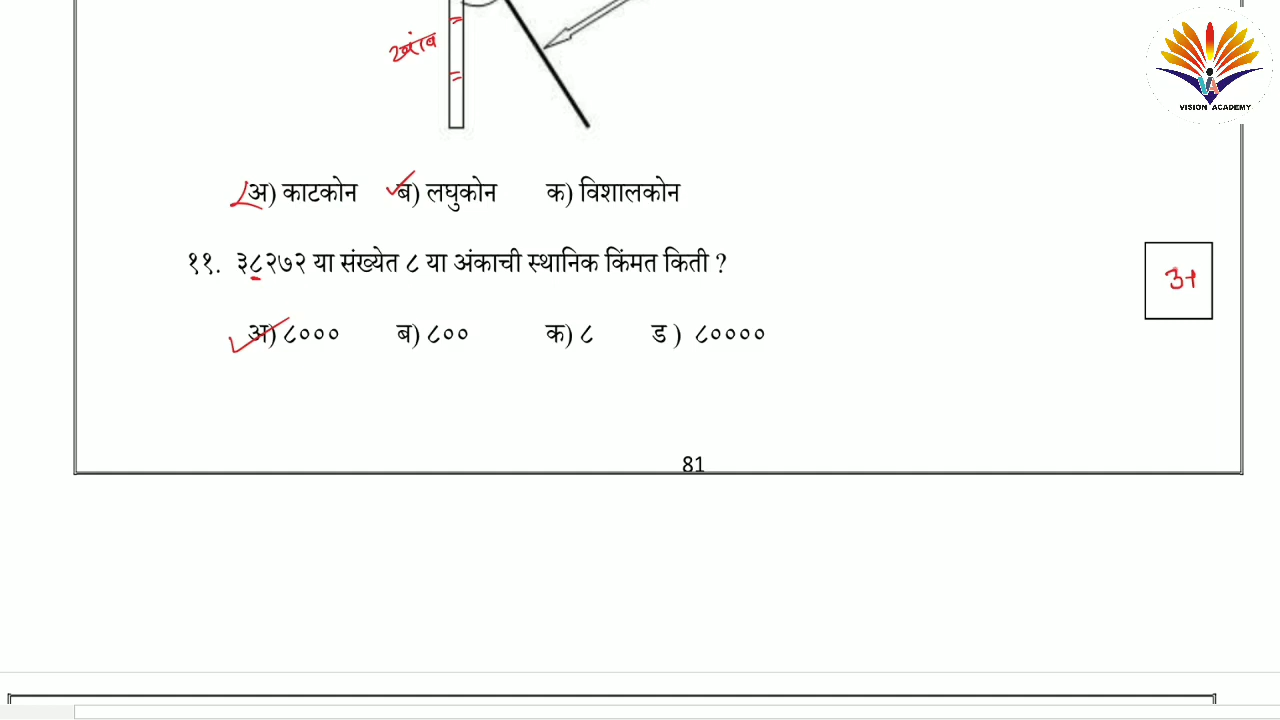 VISION ACADEMY
खांब
अ) काटकोन ब) लघुकोन क) विशालकोन
११. ३८२७२ या संख्येत ८ या अंकाची स्थानिक किंमत किती ?
अ
अ) ८००० ब) ८०० क) ८ ड ) ८००००
81